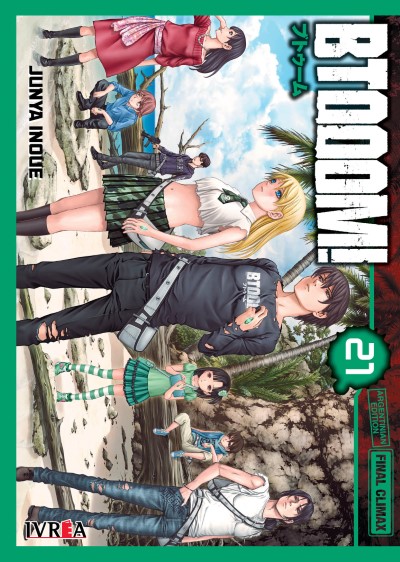 BTOOOM!
ブトゥーム
JUNYA INOUE
21
ARGENTINIAN
EDITION
FINAL CLIMAX
BTOOOM!
IVREA